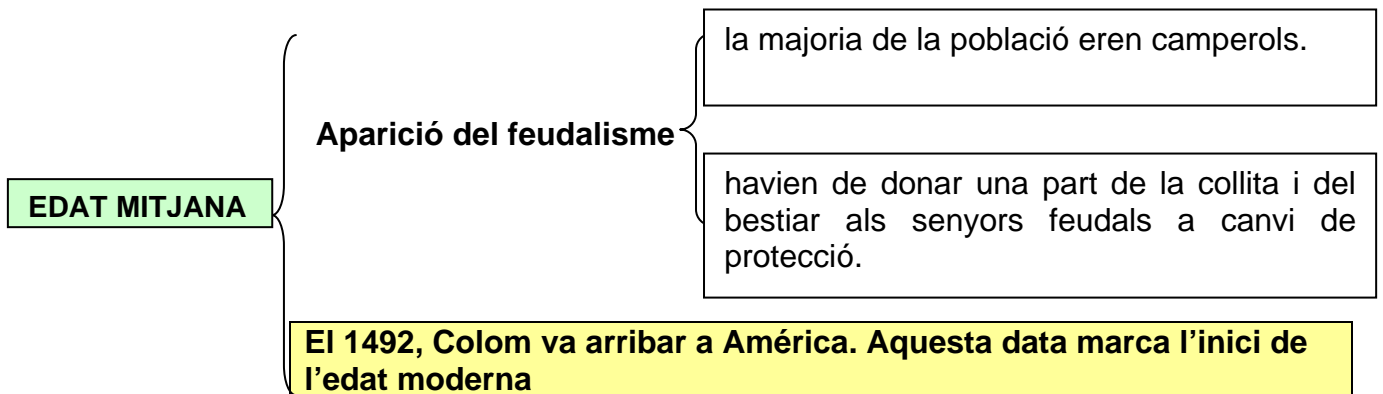 la majoria de la població eren camperols.
Aparició del feudalisme
havien de donar una part de la collita i del
bestiar als senyors feudals a canvi de
protecció.
EDAT MITJANA
El 1492, Colom va arribar a América. Aquesta data marca l’inici de
l’edat moderna